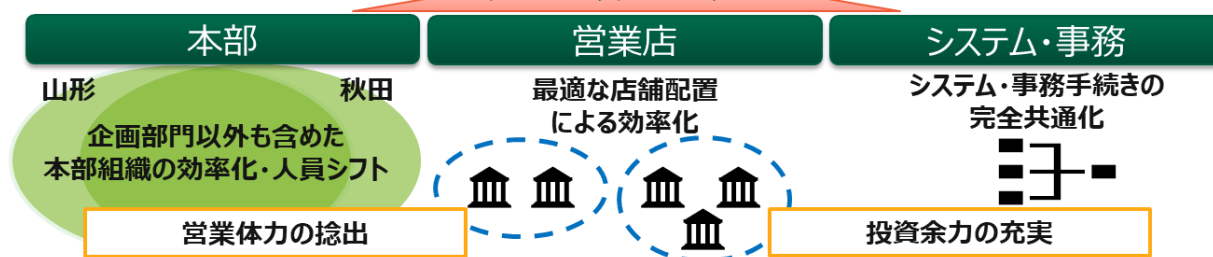 本部
営業店
システム・事務
山形
秋田
企画部門以外も含めた
本部組織の効率化・人員シフト
最適な店舗配置
による効率化
システム・事務手続きの
完全共通化
営業体力の捻出
投資余力の充実